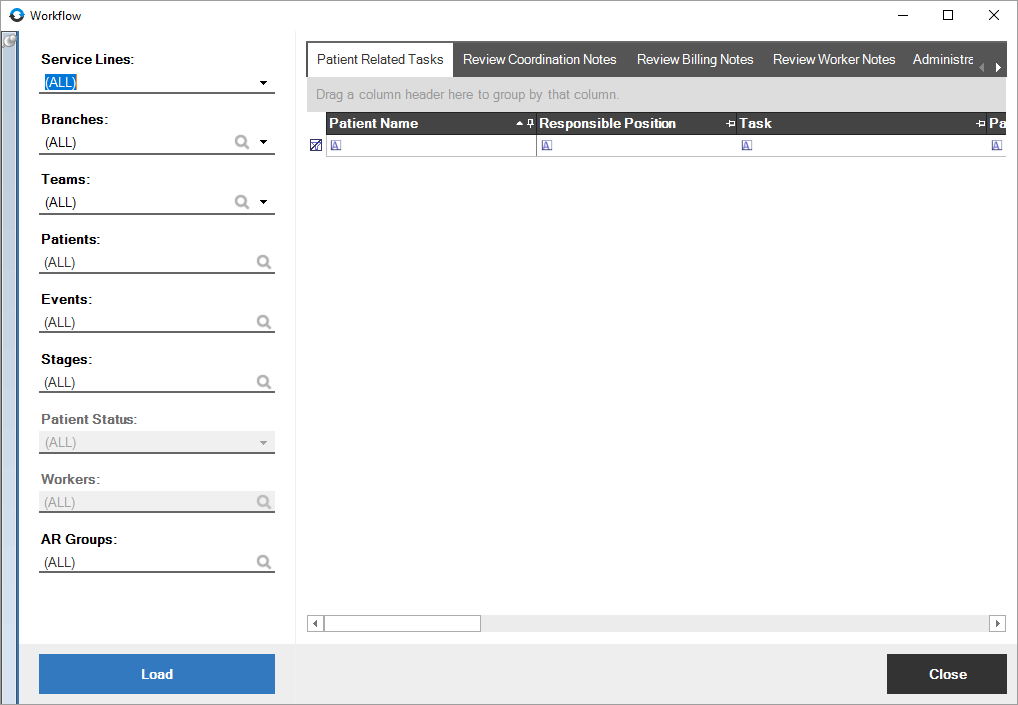 Workflow
Service Lines:
(ALL)
Branches:
(ALL)
Teams:
(ALL)
Patients:
(ALL)
Events:
(ALL)
Stages:
(ALL)
Patient Status:
(ALL)
Workers:
(ALL)
AR Groups:
(ALL)
Load
Patient Related Tasks Review Coordination Notes Review Billing Notes Review Worker Notes Administra
Drag a column header here to group by that column.
Patient Name Responsible Position Task Pa
A A A A
Close